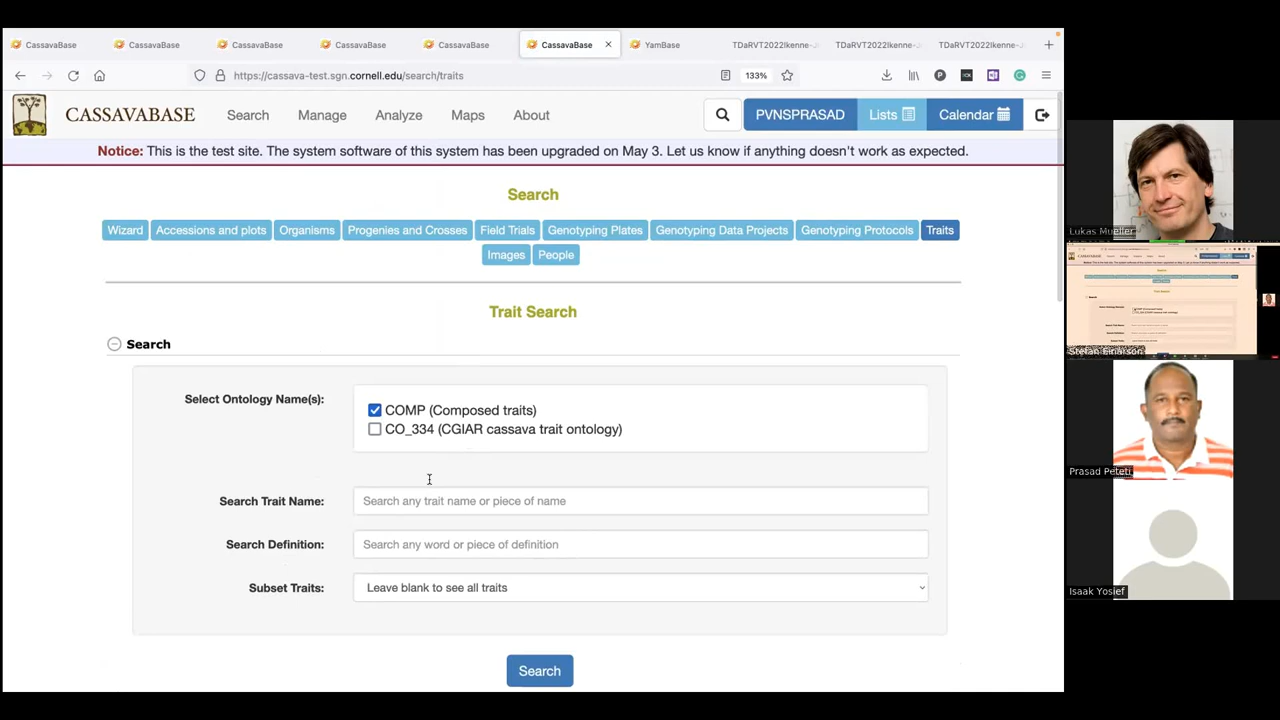 CassavaBase CassavaBase CassavaBase CassavaBase CassavaBase CassavaBase × YamBase TDaRVT2022Ikenne- TDaRVT2022Ikenne- TDaRVT2022Ikenne- +
https://cassava-test.sgn.cornell.edu/search/traits 133%
CASSAVABASE Search Manage Analyze Maps About PVNSPRASAD Lists Calendar
Notice: This is the test site. The system software of this system has been upgraded on May 3. Let us know if anything doesn't work as expected.
Search
Wizard Accessions and plots Organisms Progenies and Crosses Field Trials Genotyping Plates Genotyping Data Projects Genotyping Protocols Traits
Images People
Trait Search
Search
Select Ontology Name(s):
COMP (Composed traits)
CO_334 (CGIAR cassava trait ontology)
Search Trait Name: Search any trait name or piece of name
Search Definition: Search any word or piece of definition
Subset Traits: Leave blank to see all traits
Search
Lukas Mueller
Stefan Einarson
Prasad Peteti
Isaak Yosief